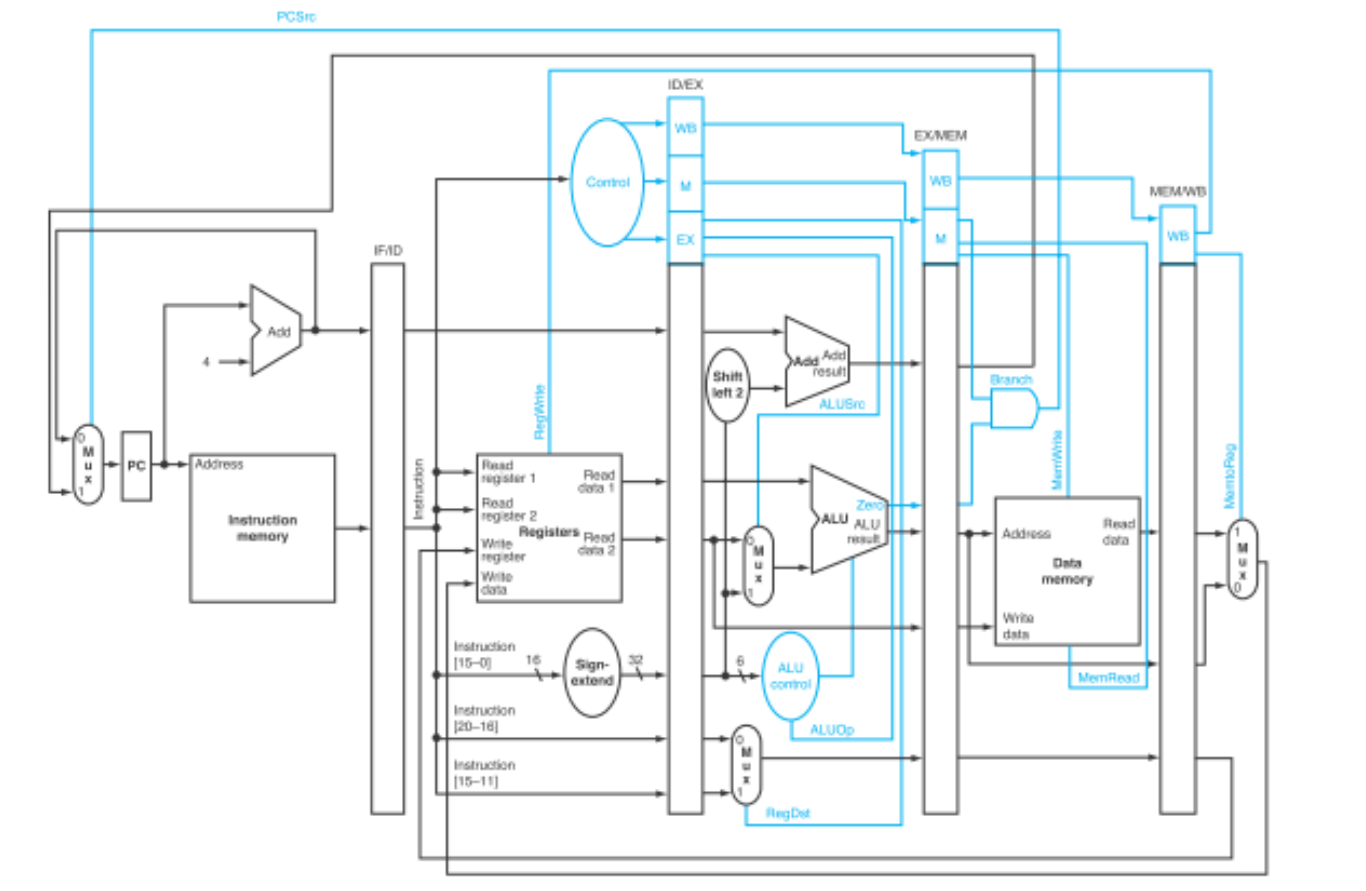 PCSrc
ID/EX
WB
EX/MEM
Control
M
WB
MEM/WB
EX
M
WB
IF/ID
Add
4
Add
Add
result
Shift
left 2
Branch
ALUSrc
RegWrite
0
M
u
x
1
PC
Address
Instruction
memory
Instruction
Read
register 1
Read
register 2
Write
register
Write
data
Registers
Read
data 1
Read
data 2
0
M
u
x
1
ALU
Zero
ALU
result
MemWrite
Address
Read
data
Data
memory
Write
data
MemtoReg
1
M
u
x
0
Instruction
[15–0]
16
Sign-
extend
32
6
ALU
control
MemRead
Instruction
[20–16]
ALUOp
0
M
u
x
1
Instruction
[15–11]
RegDst